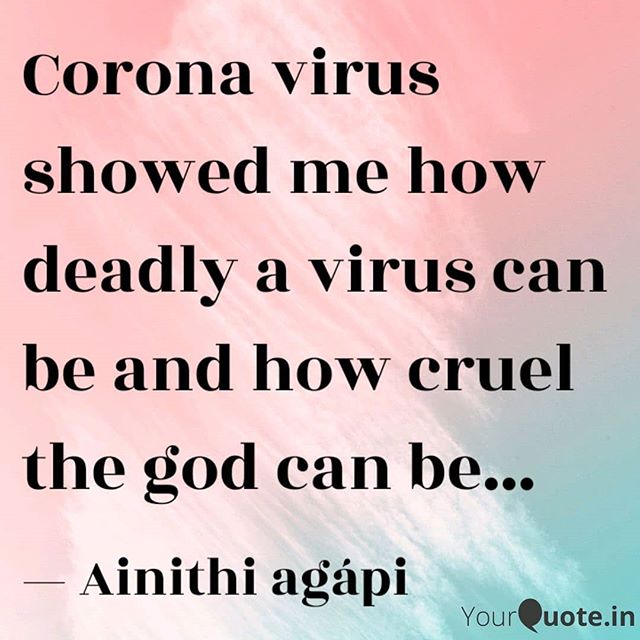 Corona virus
showed me how
deadly a virus can
be and how cruel
the god can be...
— Ainithi agápi
YourQuote.in